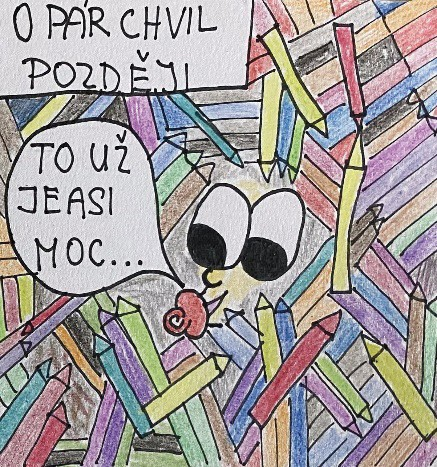 O PÁR CHVIL
POZDĚJI
TO UŽ
JE ASI
MOC...